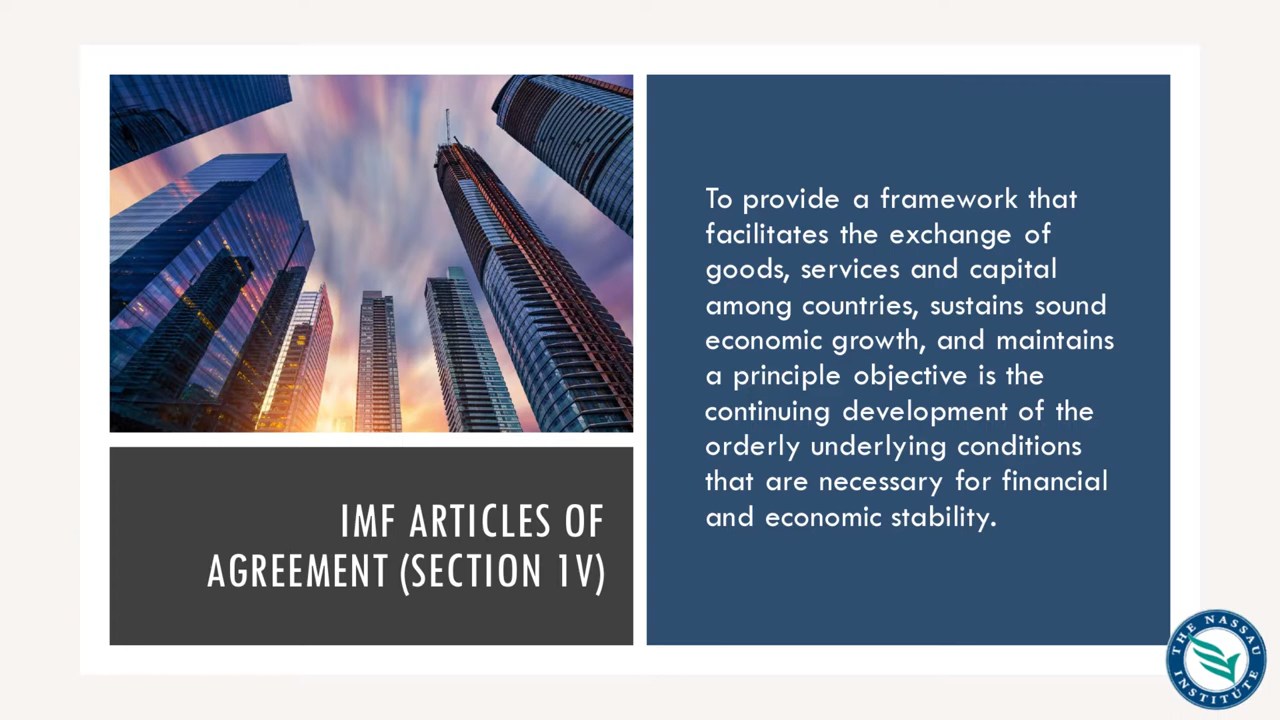 IMF ARTICLES OF
AGREEMENT (SECTION 1V)
To provide a framework that
facilitates the exchange of
goods, services and capital
among countries, sustains sound
economic growth, and maintains
a principle objective is the
continuing development of the
orderly underlying conditions
that are necessary for financial
and economic stability.
THE NASSAU
INSTITUTE